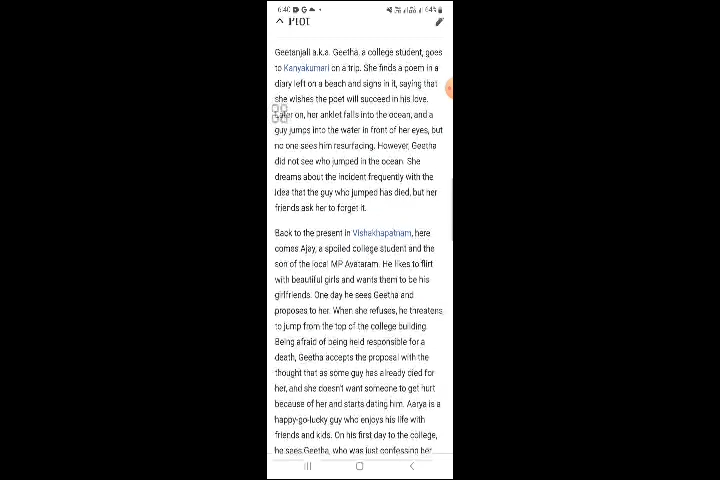 6:40
64%
Plot
Geetanjali a.k.a. Geetha, a college student, goes
to Kanyakumari on a trip. She finds a poem in a
diary left on a beach and signs in it, saying that
she wishes the poet will succeed in his love.
Later on, her anklet falls into the ocean, and a
guy jumps into the water in front of her eyes, but
no one sees him resurfacing. However, Geetha
did not see who jumped in the ocean. She
dreams about the incident frequently with the
idea that the guy who jumped has died, but her
friends ask her to forget it.
Back to the present in Vishakhapatnam, here
comes Ajay, a spoiled college student and the
son of the local MP Avataram. He likes to flirt
with beautiful girls and wants them to be his
girlfriends. One day he sees Geetha and
proposes to her. When she refuses, he threatens
to jump from the top of the college building.
Being afraid of being held responsible for a
death, Geetha accepts the proposal with the
thought that as some guy has already died for
her, and she doesn't want someone to get hurt
because of her and starts dating him. Aarya is a
happy-go-lucky guy who enjoys his life with
friends and kids. On his first day to the college,
he sees Geetha, who was just confessing her